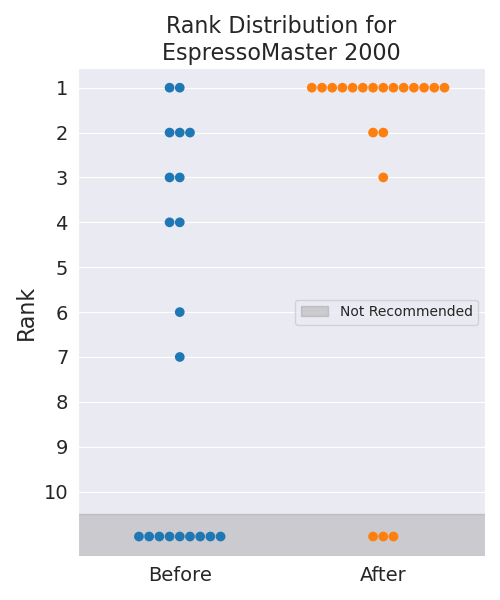 Rank Distribution for
EspressoMaster 2000
1
2
3
4
5
6
7
8
9
10
Rank
Not Recommended
Before
After